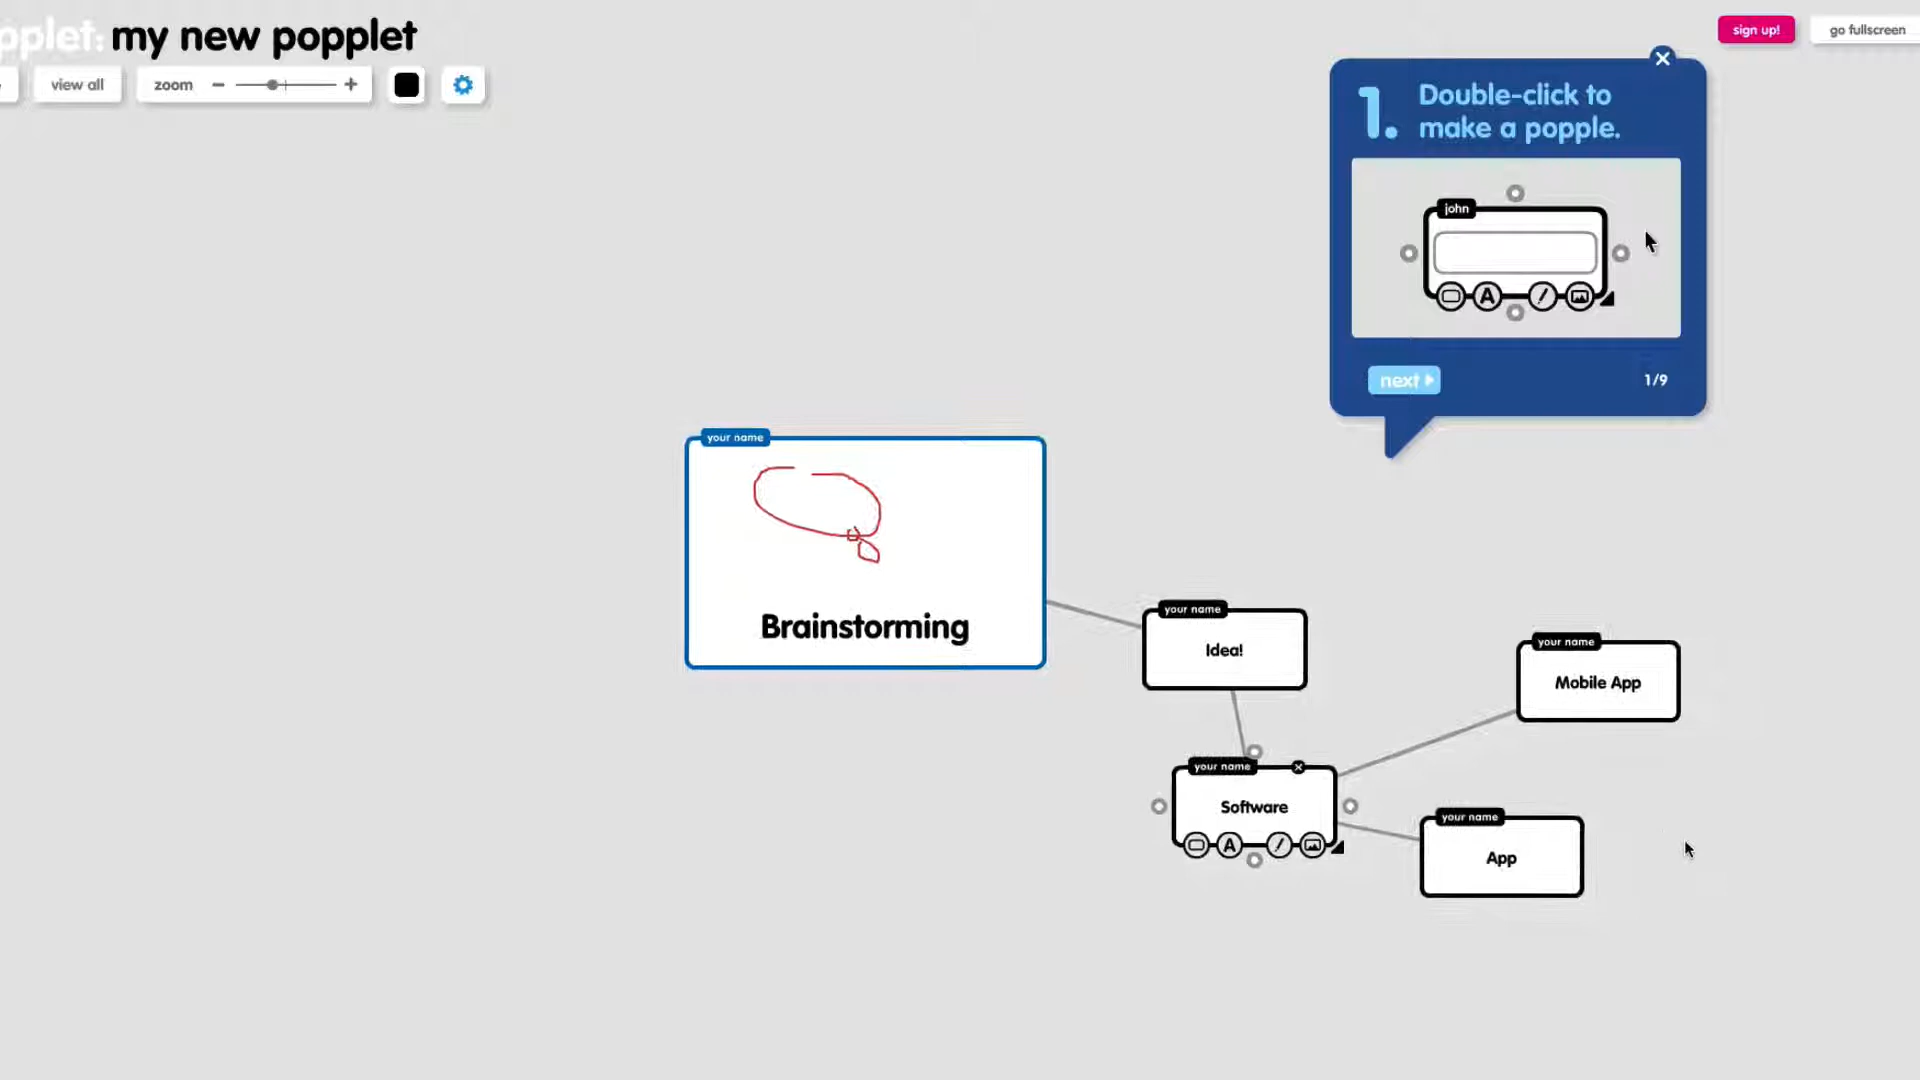 pplet: my new popplet
sign up!
go fullscreen
view all
zoom
1. Double-click to
make a popple.
john
A
next
1/9
your name
Brainstorming
your name
Idea!
your name
Mobile App
your name
Software
A
your name
App